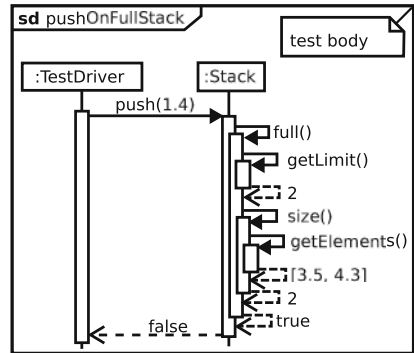 sd pushOnFullStack
test body
:TestDriver
:Stack
push(1.4)
full()
getLimit()
2
size()
getElements()
[3.5, 4.3]
2
true
false